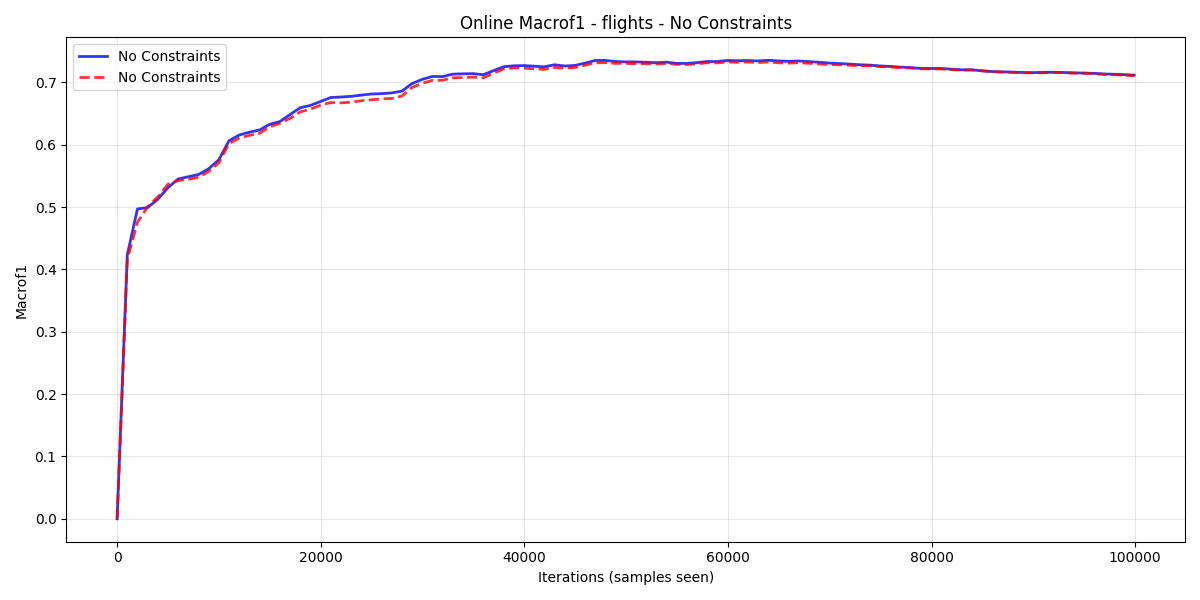 Online Macrof1 - flights - No Constraints
No Constraints
No Constraints
Macrof1
0.7
0.6
0.5
0.4
0.3
0.2
0.1
0.0
0 20000 40000 60000 80000 100000
Iterations (samples seen)